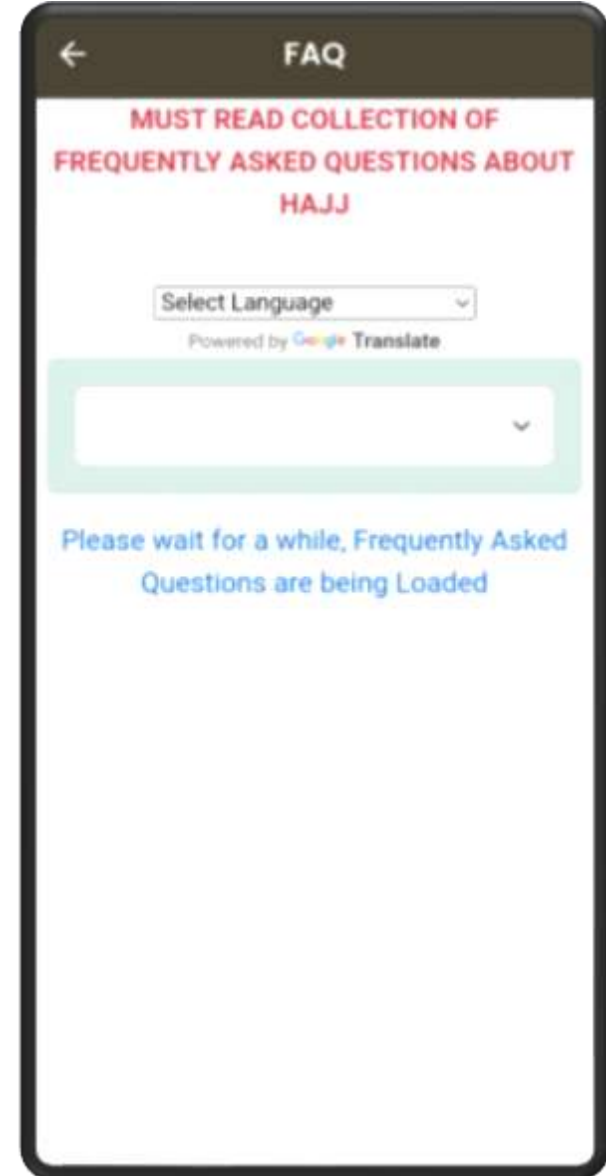 FAQ
MUST READ COLLECTION OF
FREQUENTLY ASKED QUESTIONS ABOUT
HAJJ
Select Language
Powered by Google Translate
Please wait for a while, Frequently Asked
Questions are being Loaded